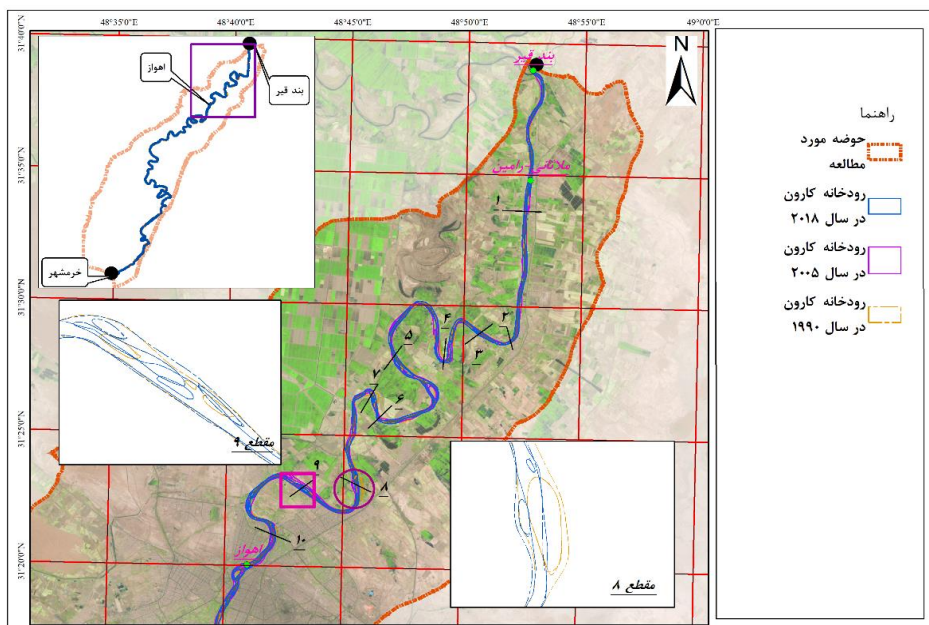 48°35'0"E 48°40'0"E 48°45'0"E 48°50'0"E 48°55'0"E 49°0'0"E
31°40'0"N
31°35'0"N
31°30'0"N
31°25'0"N
31°20'0"N
N
اهواز
بند قیر
خرمشهر
بند قیر
ملاثانی رامین
۱
۲
۳
۴
۵
۶
۷
۸
۹
۱۰
اهواز
مقطع ۹
مقطع ۸
راهنما
حوضه مورد
مطالعه
رودخانه کارون
در سال ۲۰۱۸
رودخانه کارون
در سال ۲۰۰۵
رودخانه کارون
در سال ۱۹۹۰